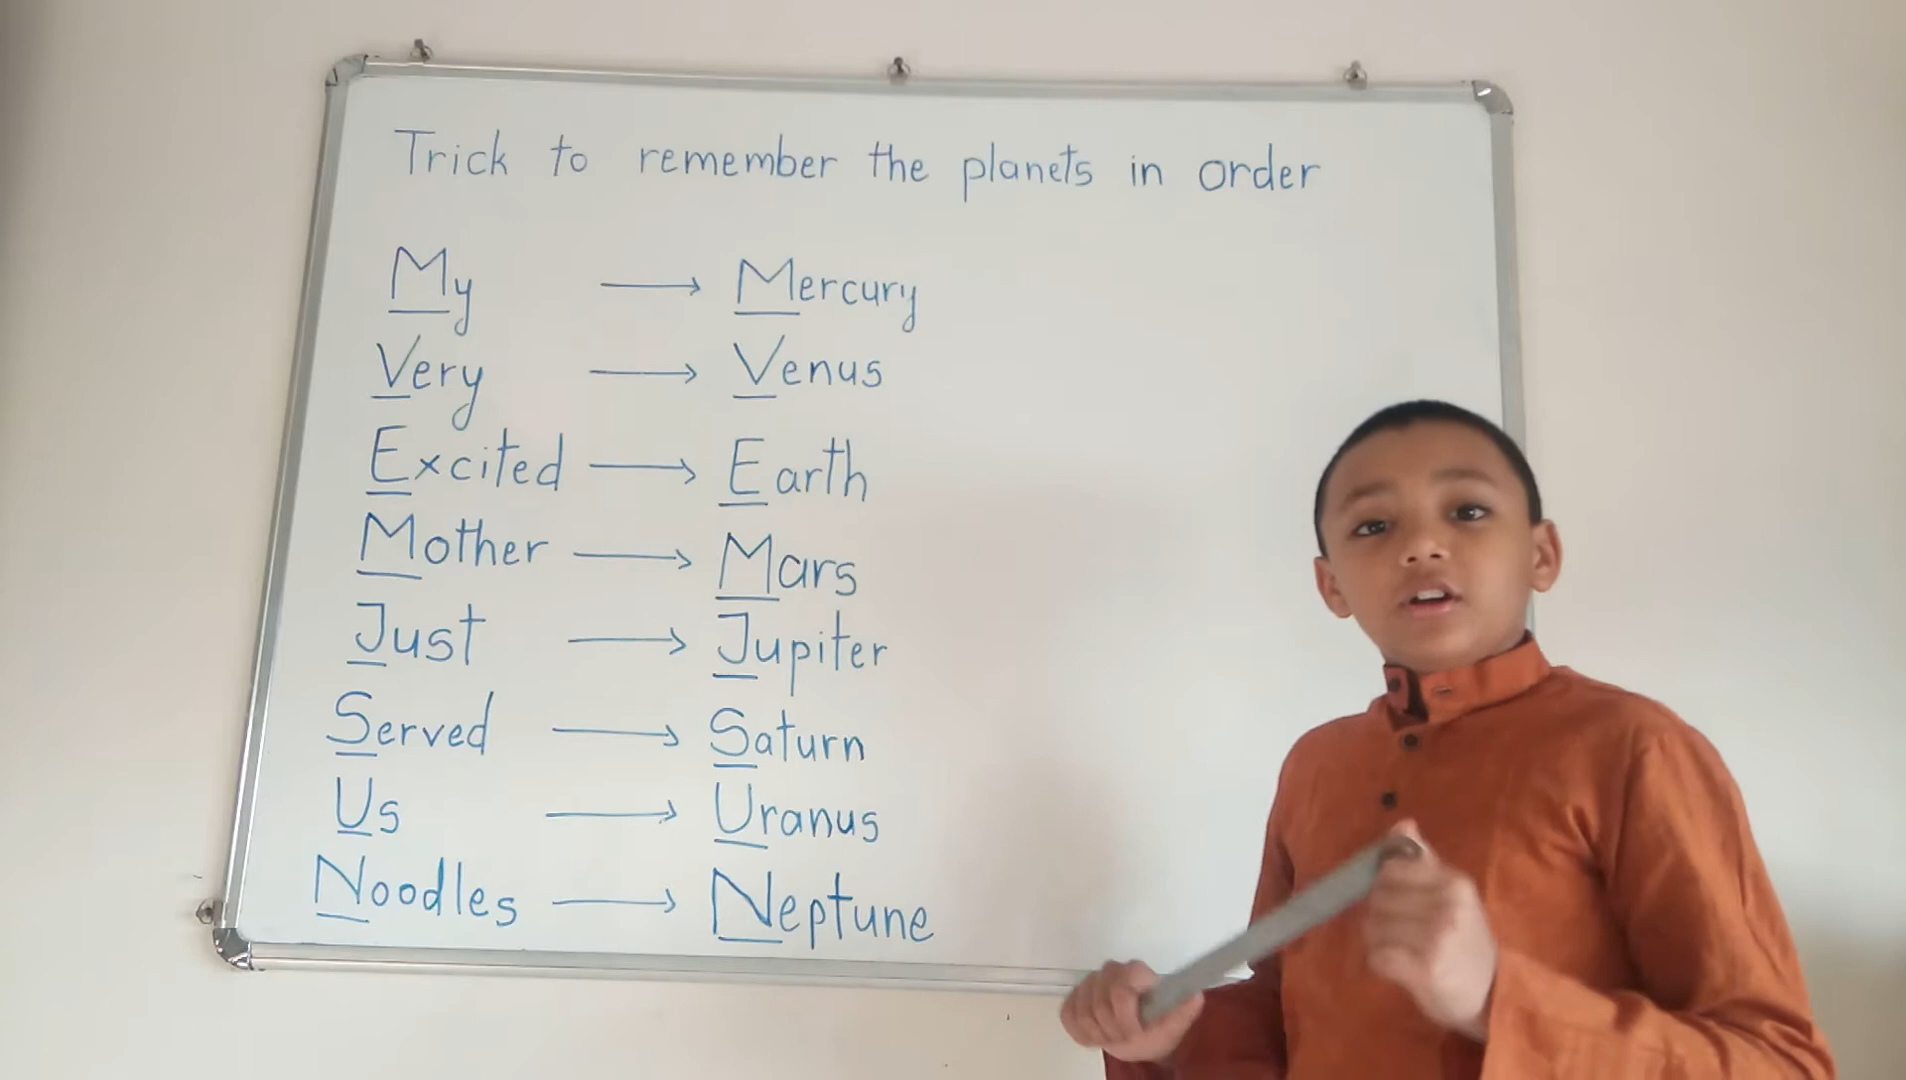 Trick to remember the planets in order
My → Mercury
Very → Venus
Excited → Earth
Mother → Mars
Just → Jupiter
Served → Saturn
Us → Uranus
Noodles → Neptune